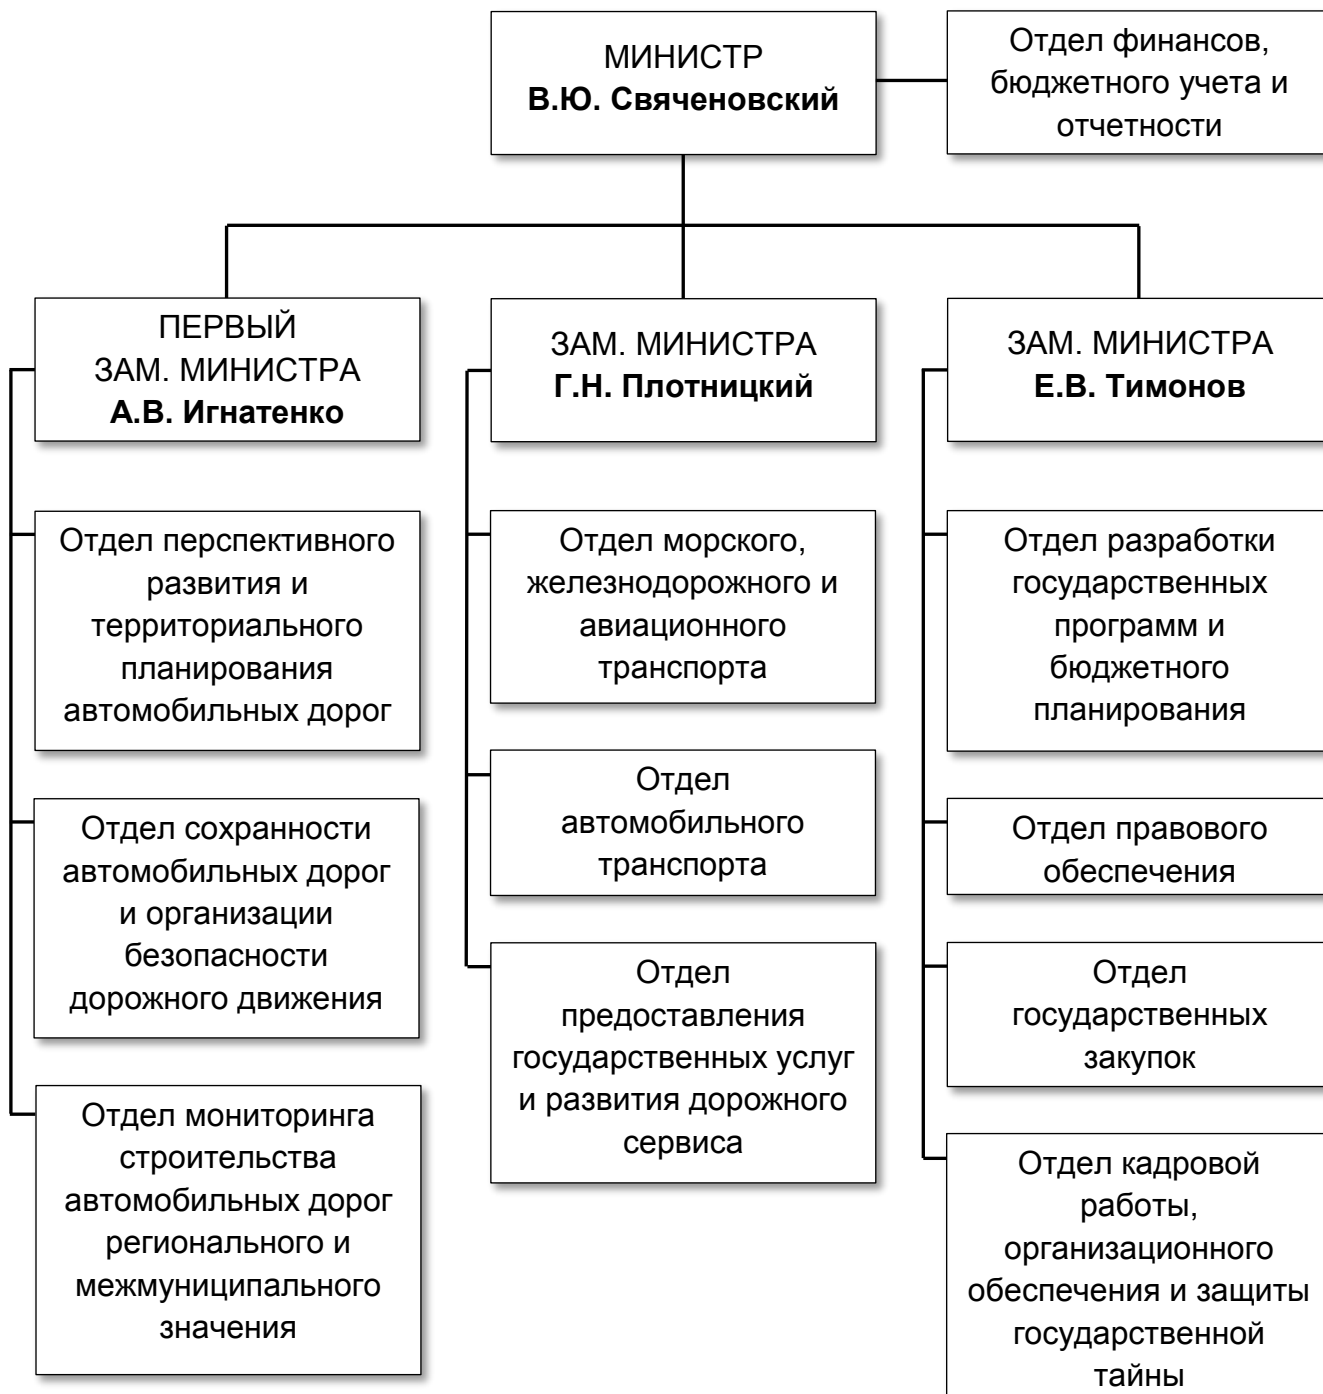 МИНИСТР
В.Ю. Свяченовский
Отдел финансов,
бюджетного учета и
отчетности
ПЕРВЫЙ
ЗАМ. МИНИСТРА
А.В. Игнатенко
ЗАМ. МИНИСТРА
Г.Н. Плотницкий
ЗАМ. МИНИСТРА
Е.В. Тимонов
Отдел перспективного
развития и
территориального
планирования
автомобильных дорог
Отдел сохранности
автомобильных дорог
и организации
безопасности
дорожного движения
Отдел мониторинга
строительства
автомобильных дорог
регионального и
межмуниципального
значения
Отдел морского,
железнодорожного и
авиационного
транспорта
Отдел
автомобильного
транспорта
Отдел
предоставления
государственных услуг
и развития дорожного
сервиса
Отдел разработки
государственных
программ и
бюджетного
планирования
Отдел правового
обеспечения
Отдел
государственных
закупок
Отдел кадровой
работы,
организационного
обеспечения и защиты
государственной
тайны